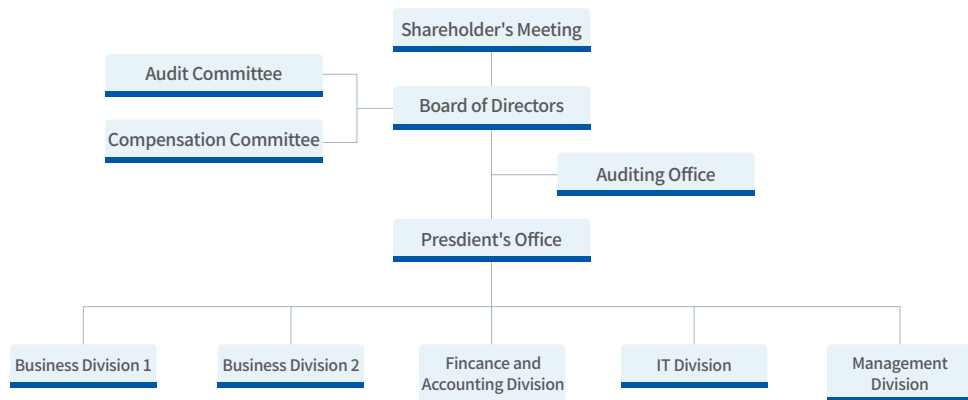 Shareholder's Meeting
Audit Committee
Board of Directors
Compensation Committee
Auditing Office
Presdient's Office
Business Division 1
Business Division 2
Fincance and
Accounting Division
IT Division
Management
Division